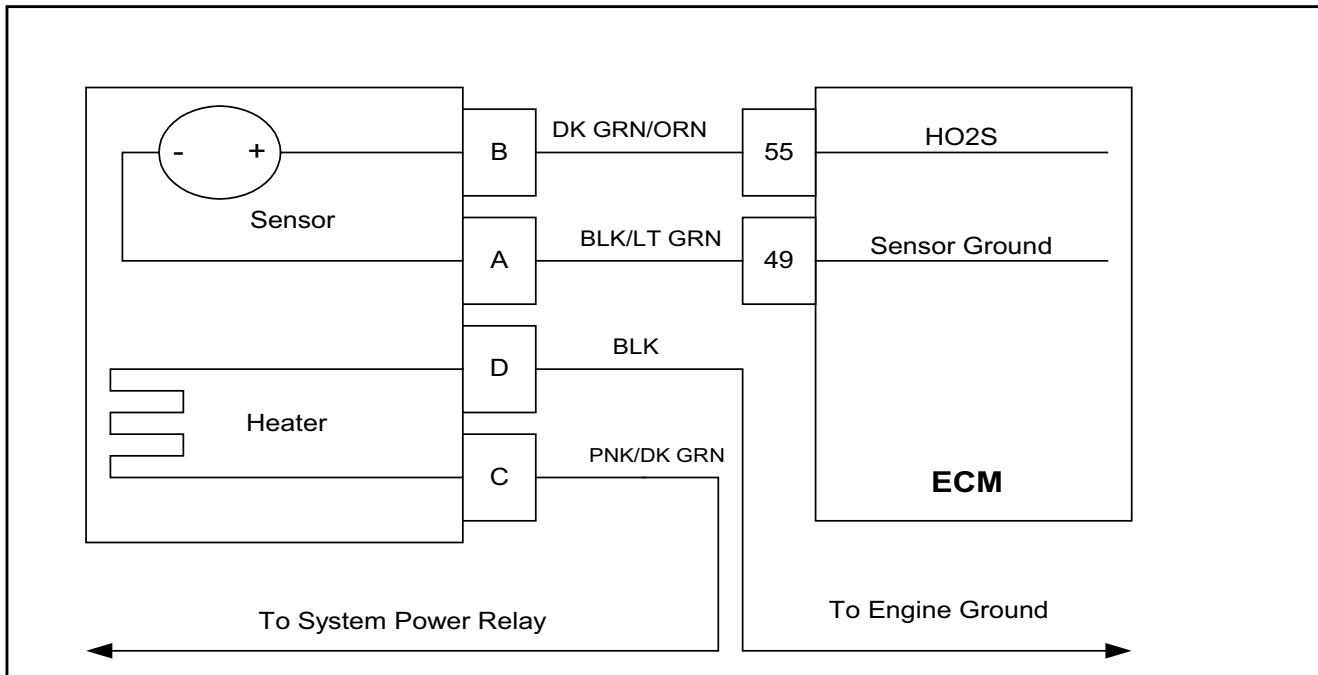 DK GRN/ORN
B
55
HO2S
- +
Sensor
BLK/LT GRN
A
49
Sensor Ground
BLK
D
Heater
PNK/DK GRN
C
ECM
To System Power Relay
To Engine Ground